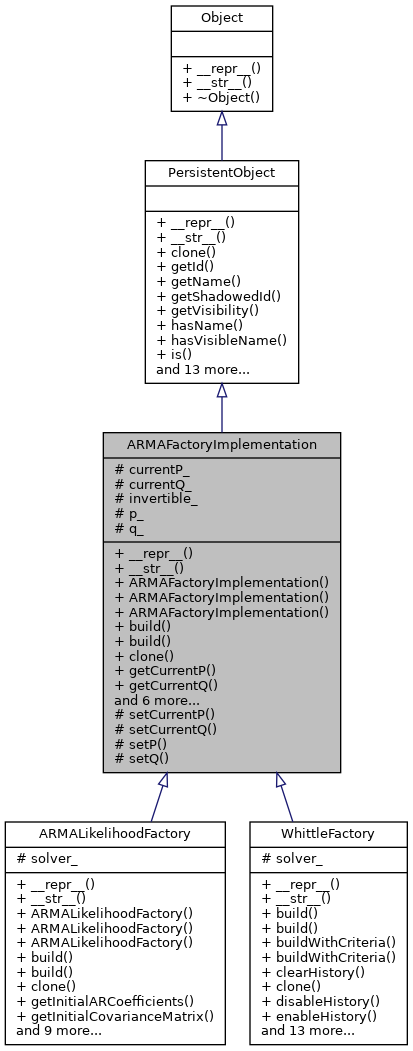 Object
+ __repr__()
+ __str__()
+ ~Object()
PersistentObject
+ __repr__()
+ __str__()
+ clone()
+ getId()
+ getName()
+ getShadowedId()
+ getVisibility()
+ hasName()
+ hasVisibleName()
+ is()
and 13 more...
ARMAFactoryImplementation
# currentP_
# currentQ_
# invertible_
# p_
# q_
+ __repr__()
+ __str__()
+ ARMAFactoryImplementation()
+ ARMAFactoryImplementation()
+ ARMAFactoryImplementation()
+ build()
+ build()
+ clone()
+ getCurrentP()
+ getCurrentQ()
and 6 more...
# setCurrentP()
# setCurrentQ()
# setP()
# setQ()
ARMALikelihoodFactory
# solver_
+ __repr__()
+ __str__()
+ ARMALikelihoodFactory()
+ ARMALikelihoodFactory()
+ ARMALikelihoodFactory()
+ build()
+ build()
+ clone()
+ getInitialARCoefficients()
+ getInitialCovarianceMatrix()
and 9 more...
WhittleFactory
# solver_
+ __repr__()
+ __str__()
+ build()
+ build()
+ buildWithCriteria()
+ buildWithCriteria()
+ clearHistory()
+ clone()
+ disableHistory()
+ enableHistory()
and 13 more...